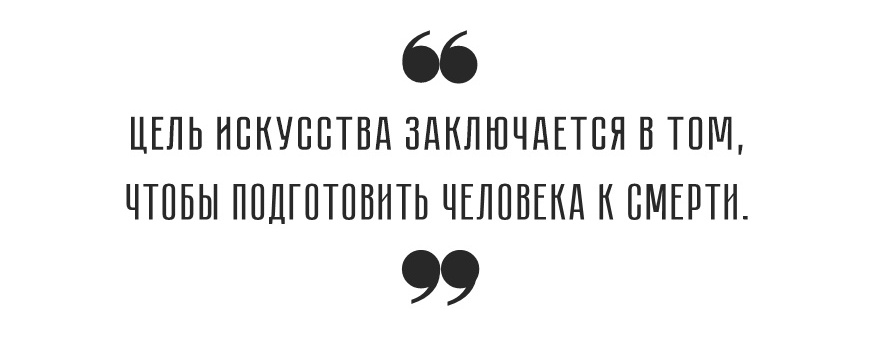 “
ЦЕЛЬ ИСКУССТВА ЗАКЛЮЧАЕТСЯ В ТОМ,
ЧТОБЫ ПОДГОТОВИТЬ ЧЕЛОВЕКА К СМЕРТИ.
”